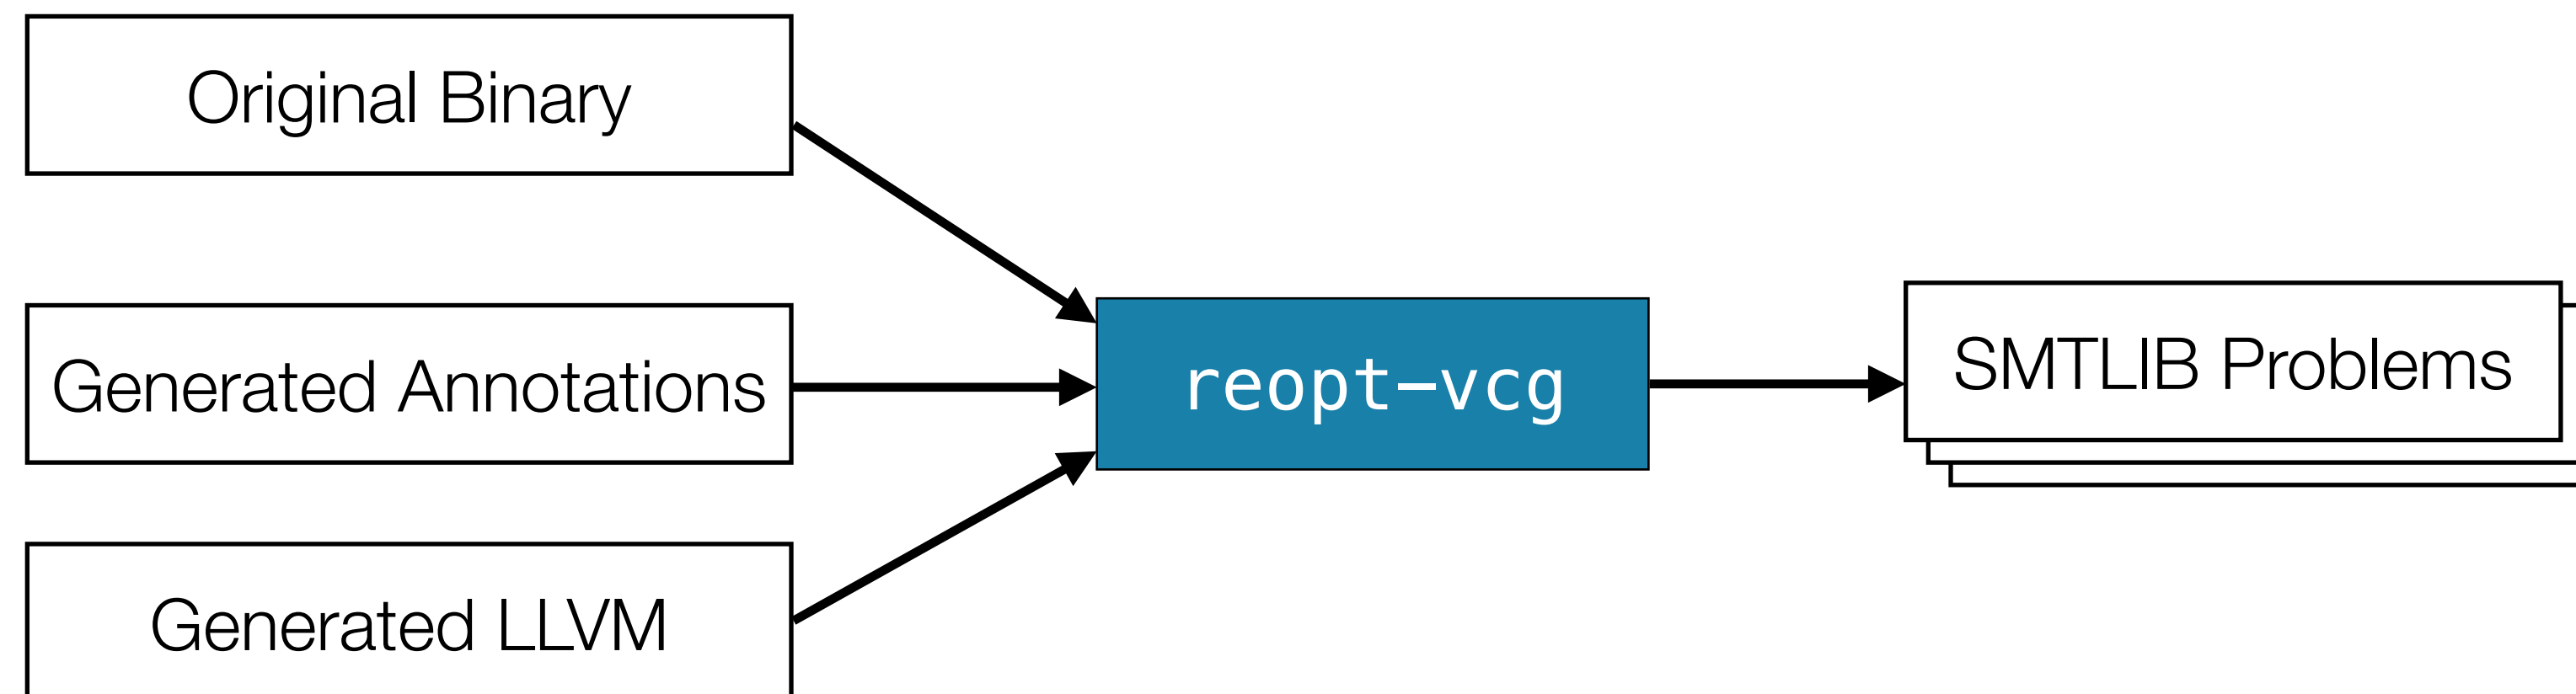 Original Binary
Generated Annotations
Generated LLVM
reopt-vcg
SMTLIB Problems